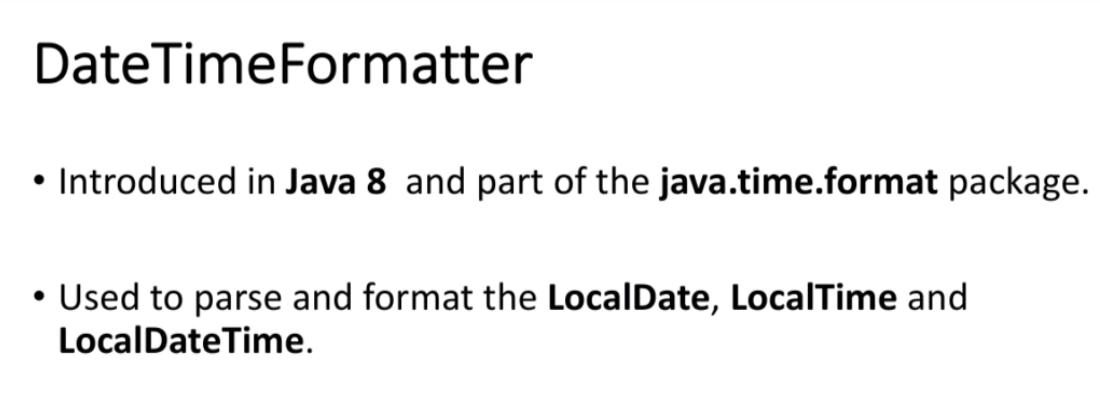 DateTimeFormatter
• Introduced in Java 8 and part of the java.time.format package.
• Used to parse and format the LocalDate, LocalTime and
LocalDateTime.